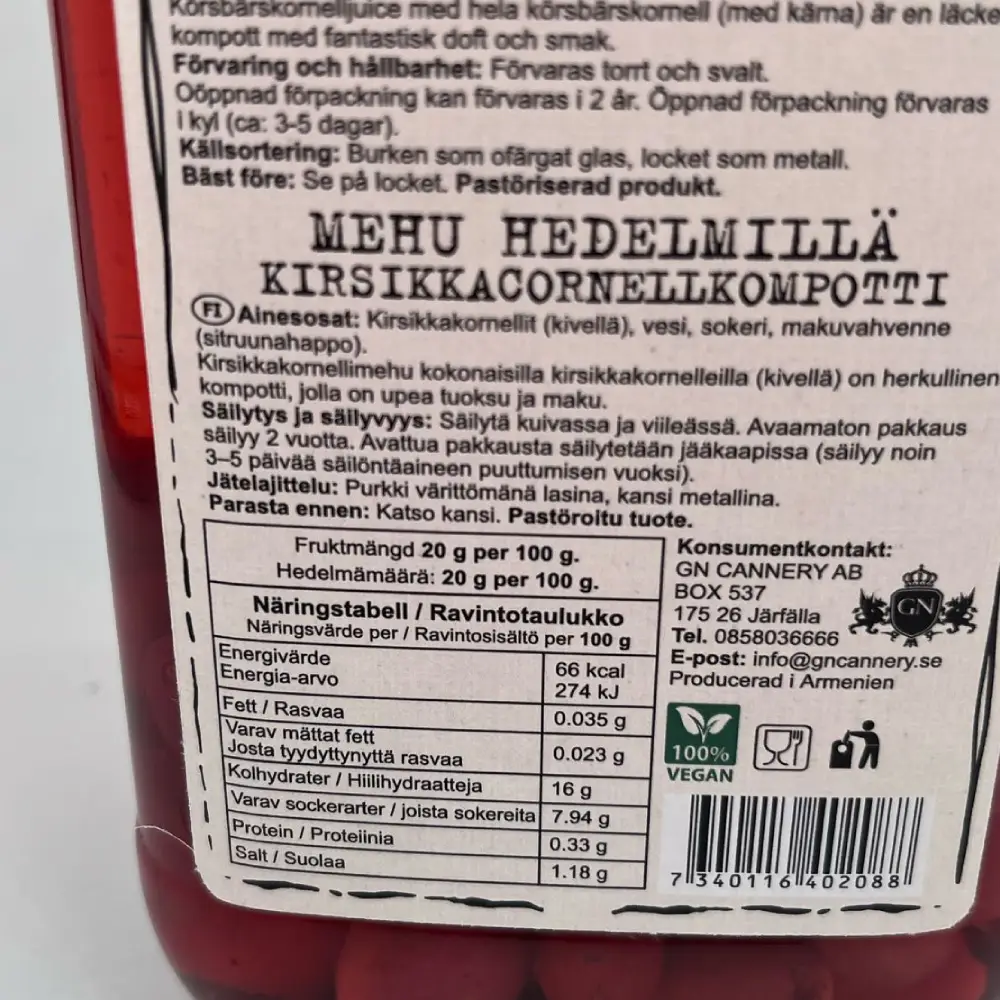 Körsbärskornelljuice med hela körsbärskornell (med kärna) är en läcker
kompott med fantastisk doft och smak.
Förvaring och hållbarhet: Förvaras torrt och svalt.
Oöppnad förpackning kan förvaras i 2 år. Öppnad förpackning förvaras
i kyl (ca: 3-5 dagar).
Källsortering: Burken som ofärgat glas, locket som metall.
Bäst före: Se på locket. Pastöriserad produkt.
MEHU HEDELMILLÄ
KIRSIKKACORNELLKOMPOTTI
FI Ainesosat: Kirsikkakornellit (kivellä), vesi, sokeri, makuvahvenne
(sitruunahappo).
Kirsikkakornellimehu kokonaisilla kirsikkakornelleilla (kivellä) on herkullinen
kompotti, jolla on upea tuoksu ja maku.
Säilytys ja säilyvyys: Säilytä kuivassa ja viileässä. Avaamaton pakkaus
säilyy 2 vuotta. Avattua pakkausta säilytetään jääkaapissa (säilyy noin
3–5 päivää säilöntäaineen puuttumisen vuoksi).
Jätelajittelu: Purkki värittömänä lasina, kansi metallina.
Parasta ennen: Katso kansi. Pastöroitu tuote.
Fruktmängd 20 g per 100 g.
Hedelmämäärä: 20 g per 100 g.
Näringstabell / Ravintotaulukko
Näringsvärde per / Ravintosisältö per 100 g
Energivärde
Energia-arvo
66 kcal
274 kJ
Fett / Rasvaa 0.035 g
Varav mättat fett
Josta tyydyttynyttä rasvaa
0.023 g
Kolhydrater / Hiilihydraatteja 16 g
Varav sockerarter / joista sokereita 7.94 g
Protein / Proteiinia 0.33 g
Salt / Suolaa 1.18 g
Konsumentkontakt:
GN CANNERY AB
BOX 537
175 26 Järfälla
Tel. 0858036666
E-post: info@gncannery.se
Producerad i Armenien
GN
100%
VEGAN
7 340116 402088